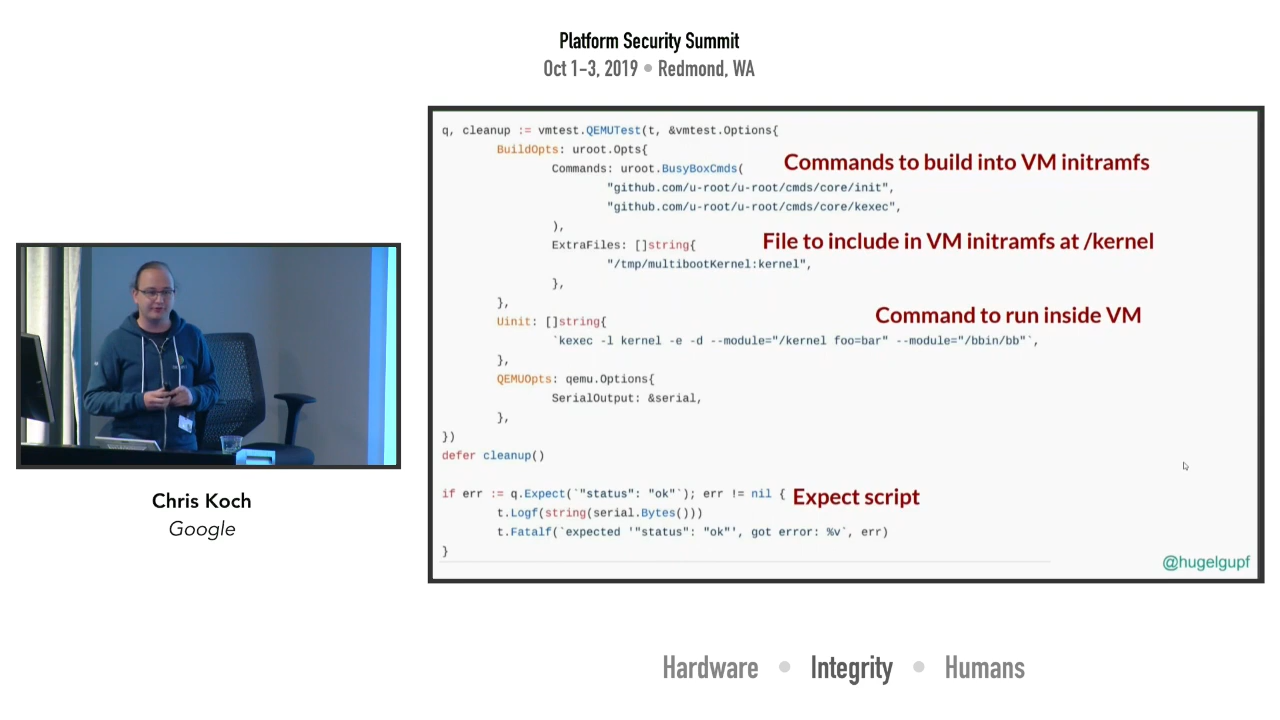 Platform Security Summit
Oct 1-3, 2019 • Redmond, WA
q, cleanup := vmtest.QEMUTest(t, &vmtest.Options{
BuildOpts: uroot.Opts{
Commands: uroot.BusyBoxCmds(
Commands to build into VM initramfs
"github.com/u-root/u-root/cmds/core/init",
"github.com/u-root/u-root/cmds/core/kexec",
),
ExtraFiles: []string{
File to include in VM initramfs at /kernel
"/tmp/multibootKernel:kernel",
},
},
Uinit: []string{
Command to run inside VM
`kexec -l kernel -e -d --module="/kernel foo=bar" --module="/bbin/bb"`,
},
QEMUOpts: qemu.Options{
SerialOutput: &serial,
},
})
defer cleanup()
if err := q.Expect(`"status": "ok"`); err != nil {
Expect script
t.Logf(string(serial.Bytes()))
t.Fatalf(`expected '"status": "ok"', got error: %v`, err)
}
@hugelgupf
Chris Koch
Google
Hardware • Integrity • Humans